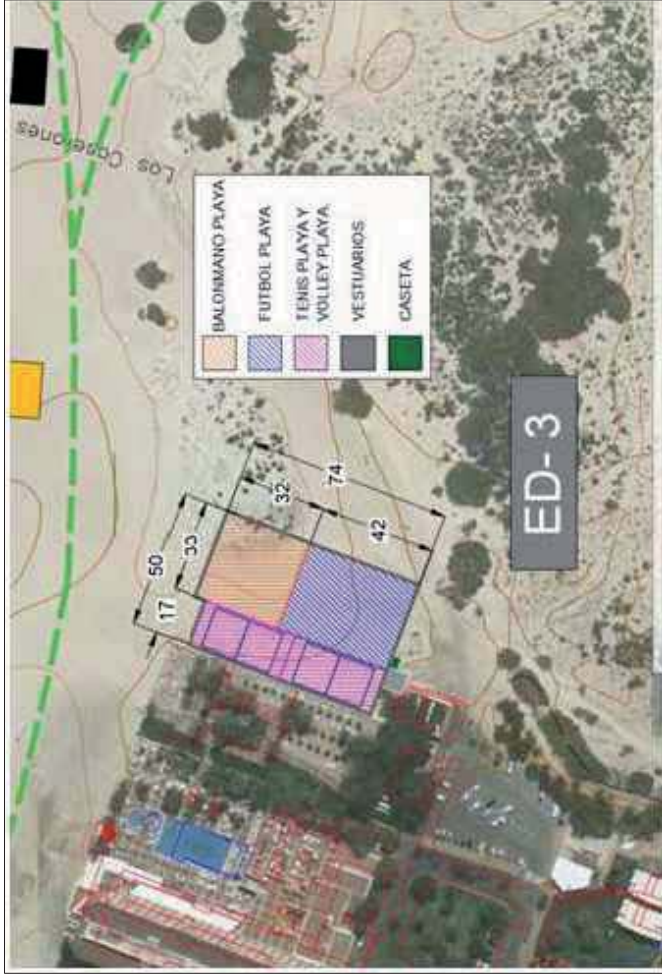 Los Caserones
BALONMANO PLAYA
FUTBOL PLAYA
TENIS PLAYA Y
VOLLEY PLAYA
VESTUARIOS
CASETA
50
17
33
32
74
42
ED- 3